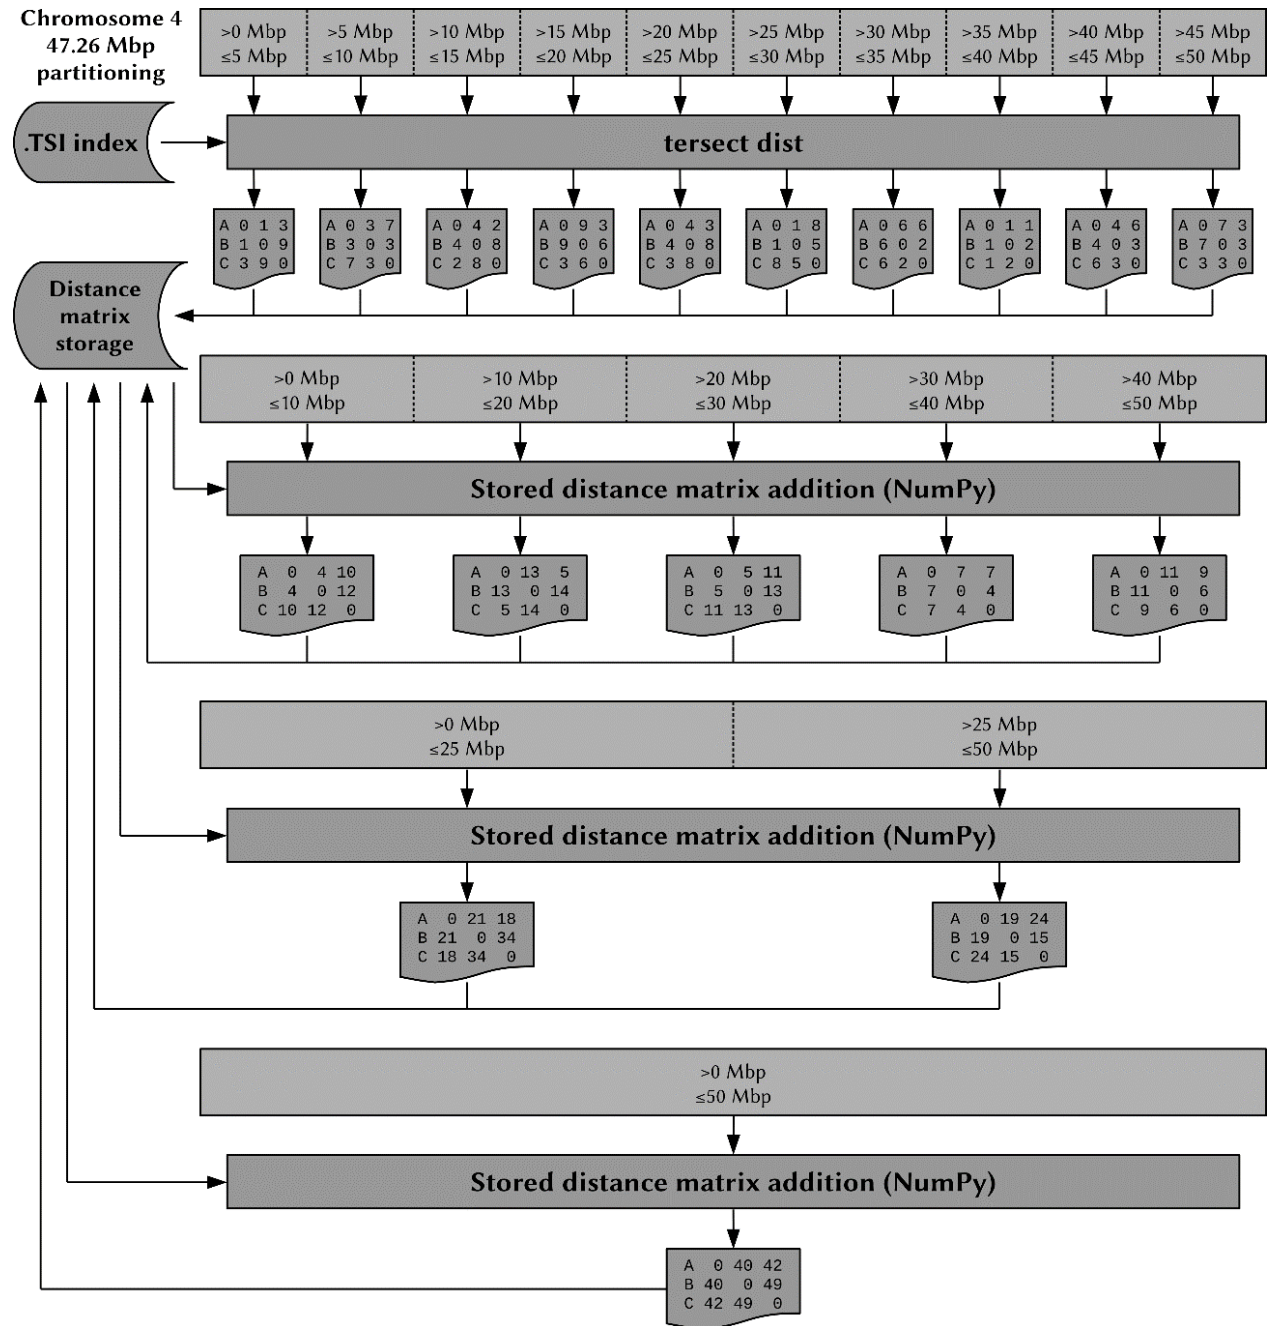 Chromosome 4
47.26 Mbp
partitioning
>0 Mbp
≤5 Mbp
>5 Mbp
≤10 Mbp
>10 Mbp
≤15 Mbp
>15 Mbp
≤20 Mbp
>20 Mbp
≤25 Mbp
>25 Mbp
≤30 Mbp
>30 Mbp
≤35 Mbp
>35 Mbp
≤40 Mbp
>40 Mbp
≤45 Mbp
>45 Mbp
≤50 Mbp
.TSI index
tersect dist
A 0 1 3
B 1 0 9
C 3 9 0
A 0 3 7
B 3 0 3
C 7 3 0
A 0 4 2
B 4 0 8
C 2 8 0
A 0 9 3
B 9 0 6
C 3 6 0
A 0 4 3
B 4 0 8
C 3 8 0
A 0 1 8
B 1 0 5
C 8 5 0
A 0 6 6
B 6 0 2
C 6 2 0
A 0 1 1
B 1 0 2
C 1 2 0
A 0 4 6
B 4 0 3
C 6 3 0
A 0 7 3
B 7 0 3
C 3 3 0
Distance
matrix
storage
>0 Mbp
≤10 Mbp
>10 Mbp
≤20 Mbp
>20 Mbp
≤30 Mbp
>30 Mbp
≤40 Mbp
>40 Mbp
≤50 Mbp
Stored distance matrix addition (NumPy)
A 0 4 10
B 4 0 12
C 10 12 0
A 0 13 5
B 13 0 14
C 5 14 0
A 0 5 11
B 5 0 13
C 11 13 0
A 0 7 7
B 7 0 4
C 7 4 0
A 0 11 9
B 11 0 6
C 9 6 0
>0 Mbp
≤25 Mbp
>25 Mbp
≤50 Mbp
Stored distance matrix addition (NumPy)
A 0 21 18
B 21 0 34
C 18 34 0
A 0 19 24
B 19 0 15
C 24 15 0
>0 Mbp
≤50 Mbp
Stored distance matrix addition (NumPy)
A 0 40 42
B 40 0 49
C 42 49 0